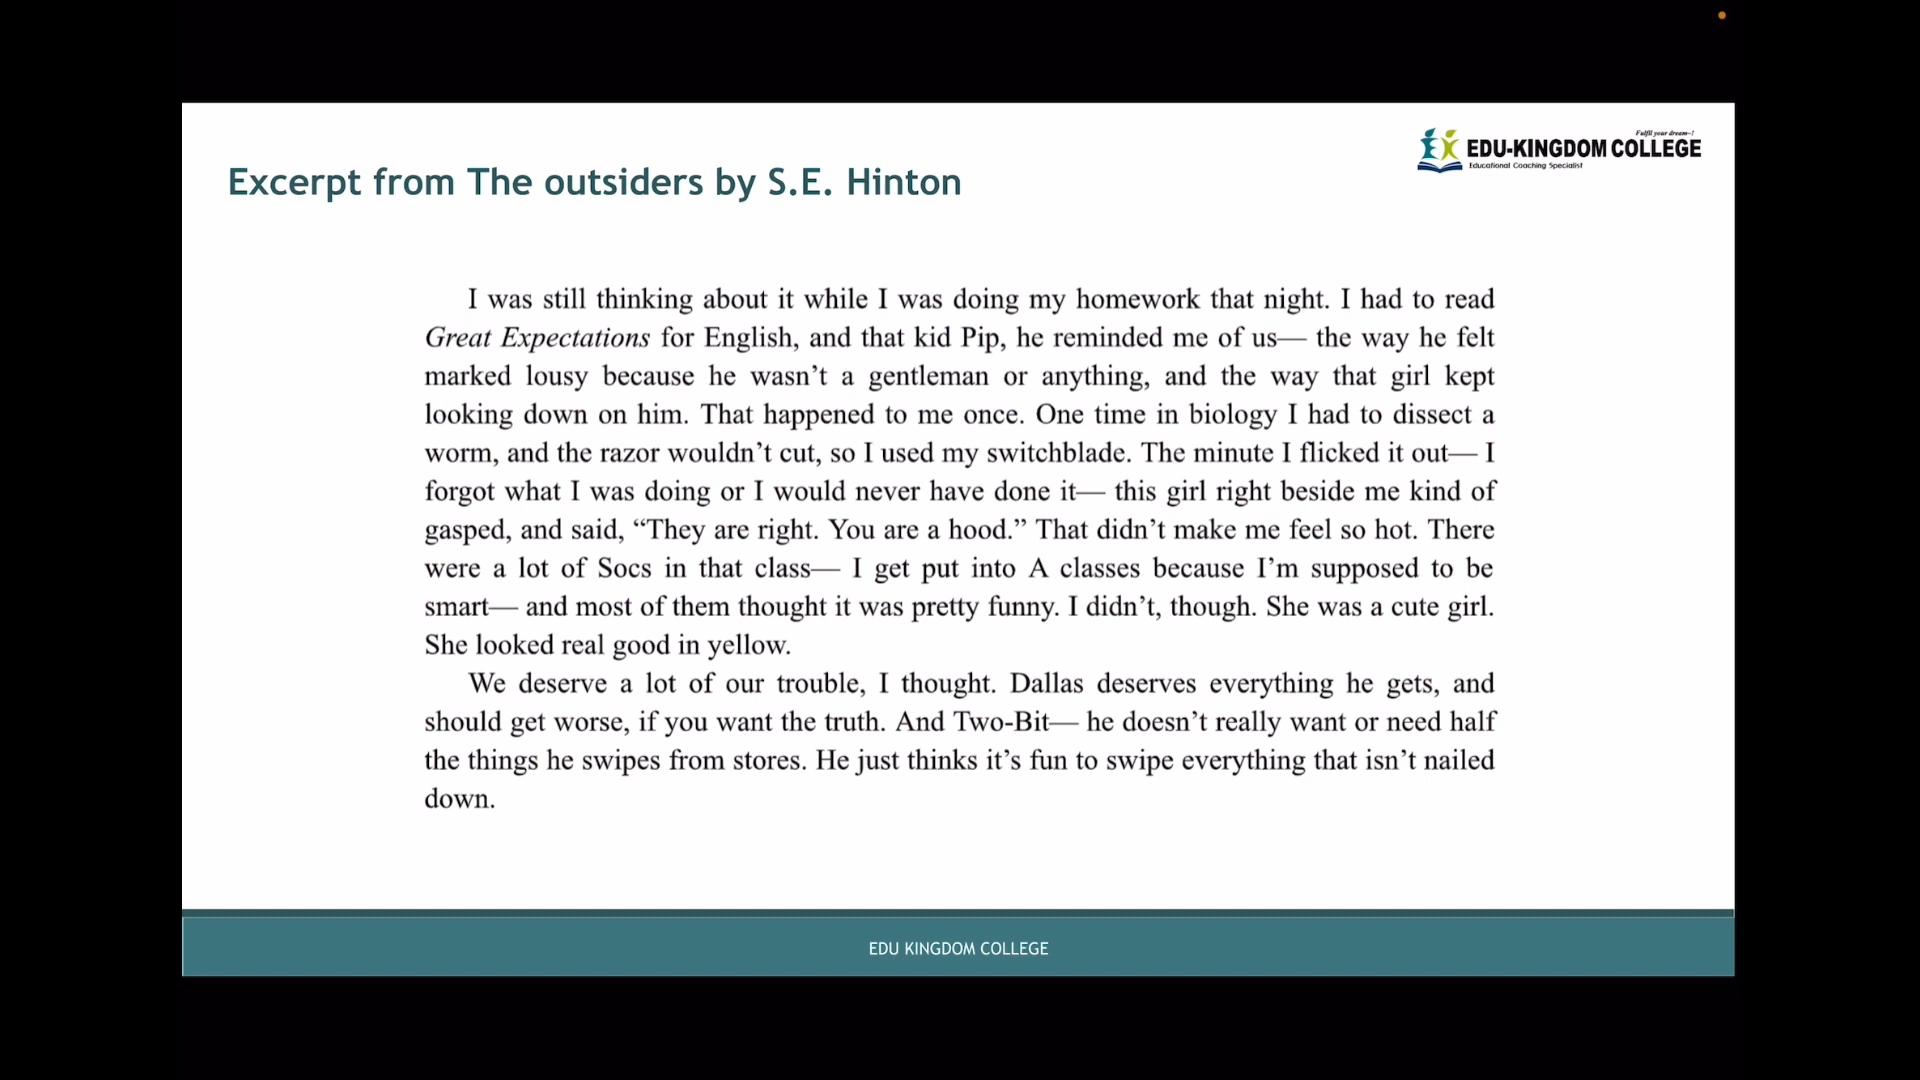 Fulfil your dream~!
EDU-KINGDOM COLLEGE
Educational Coaching Specialist
Excerpt from The outsiders by S.E. Hinton
I was still thinking about it while I was doing my homework that night. I had to read
Great Expectations for English, and that kid Pip, he reminded me of us— the way he felt
marked lousy because he wasn’t a gentleman or anything, and the way that girl kept
looking down on him. That happened to me once. One time in biology I had to dissect a
worm, and the razor wouldn’t cut, so I used my switchblade. The minute I flicked it out— I
forgot what I was doing or I would never have done it— this girl right beside me kind of
gasped, and said, “They are right. You are a hood.” That didn’t make me feel so hot. There
were a lot of Socs in that class— I get put into A classes because I’m supposed to be
smart— and most of them thought it was pretty funny. I didn’t, though. She was a cute girl.
She looked real good in yellow.
We deserve a lot of our trouble, I thought. Dallas deserves everything he gets, and
should get worse, if you want the truth. And Two-Bit— he doesn’t really want or need half
the things he swipes from stores. He just thinks it’s fun to swipe everything that isn’t nailed
down.
EDU KINGDOM COLLEGE